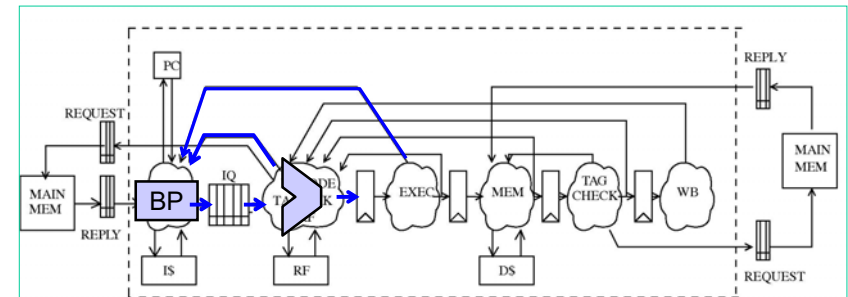 PC
REPLY
REQUEST
MAIN
MEM
REPLY
BP
IQ
EXEC
MEM
TAG
CHECK
WB
MAIN
MEM
I$
RF
D$
REQUEST